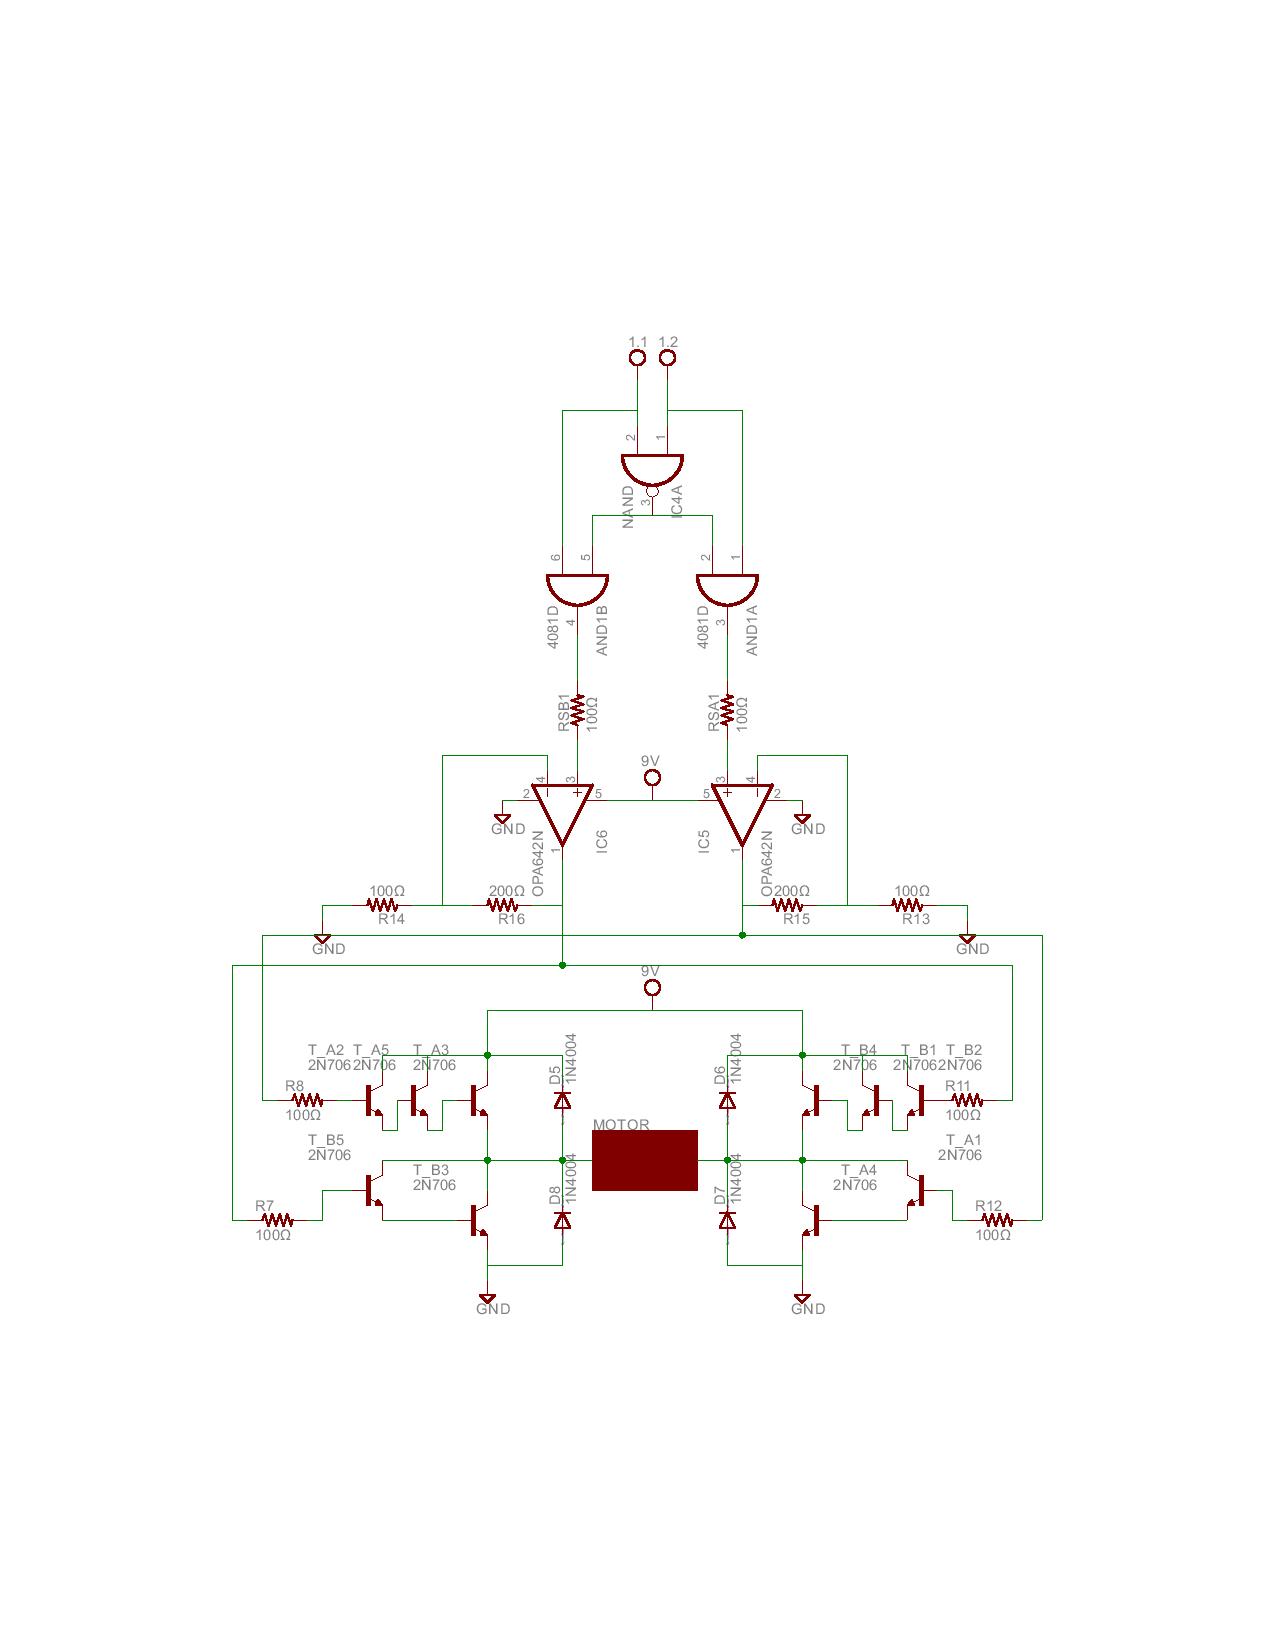 1.1 1.2
2 1
NAND 3 IC4A
6 5 2 1
4081D 4 AND1B 4081D 3 AND1A
RSB1 100Ω RSA1 100Ω
9V
4 3 3 4
2 - + 5 5 + - 2
GND GND
1 OPA642N IC6 IC5 1 OPA642N
100Ω 200Ω 200Ω 100Ω
R14 R16 R15 R13
GND GND
9V
T_A2 T_A5 T_A3 D5 1N4004 D6 1N4004 T_B4 T_B1 T_B2
2N706 2N706 2N706 2N706 2N706 2N706
R8 R11
100Ω 100Ω
MOTOR
T_B5 T_A1
2N706 2N706
T_B3 D8 1N4004 D7 1N4004 T_A4
2N706 2N706
R7 R12
100Ω 100Ω
GND GND